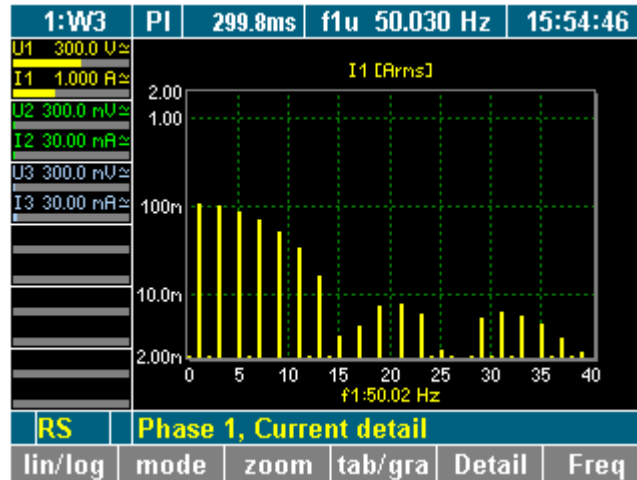 1:W3 PI 299.8ms f1u 50.030 Hz 15:54:46
U1 300.0 V≃
I1 1.000 A≃
U2 300.0 mV≃
I2 30.00 mA≃
U3 300.0 mV≃
I3 30.00 mA≃
I1 [Arms]
2.00
1.00
100m
10.0m
2.00m
0 5 10 15 20 25 30 35 40
f1:50.02 Hz
RS Phase 1, Current detail
lin/log mode zoom tab/gra Detail Freq